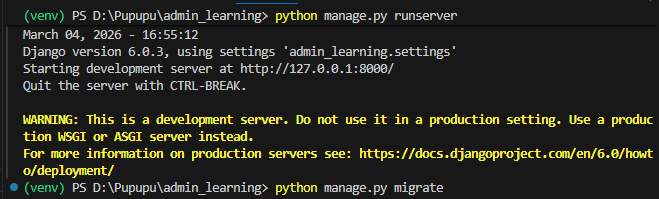 (venv) PS D:\Pupupu\admin_learning> python manage.py runserver
March 04, 2026 - 16:55:12
Django version 6.0.3, using settings 'admin_learning.settings'
Starting development server at http://127.0.0.1:8000/
Quit the server with CTRL-BREAK.
WARNING: This is a development server. Do not use it in a production setting. Use a produc
tion WSGI or ASGI server instead.
For more information on production servers see: https://docs.djangoproject.com/en/6.0/howt
o/deployment/
(venv) PS D:\Pupupu\admin_learning> python manage.py migrate